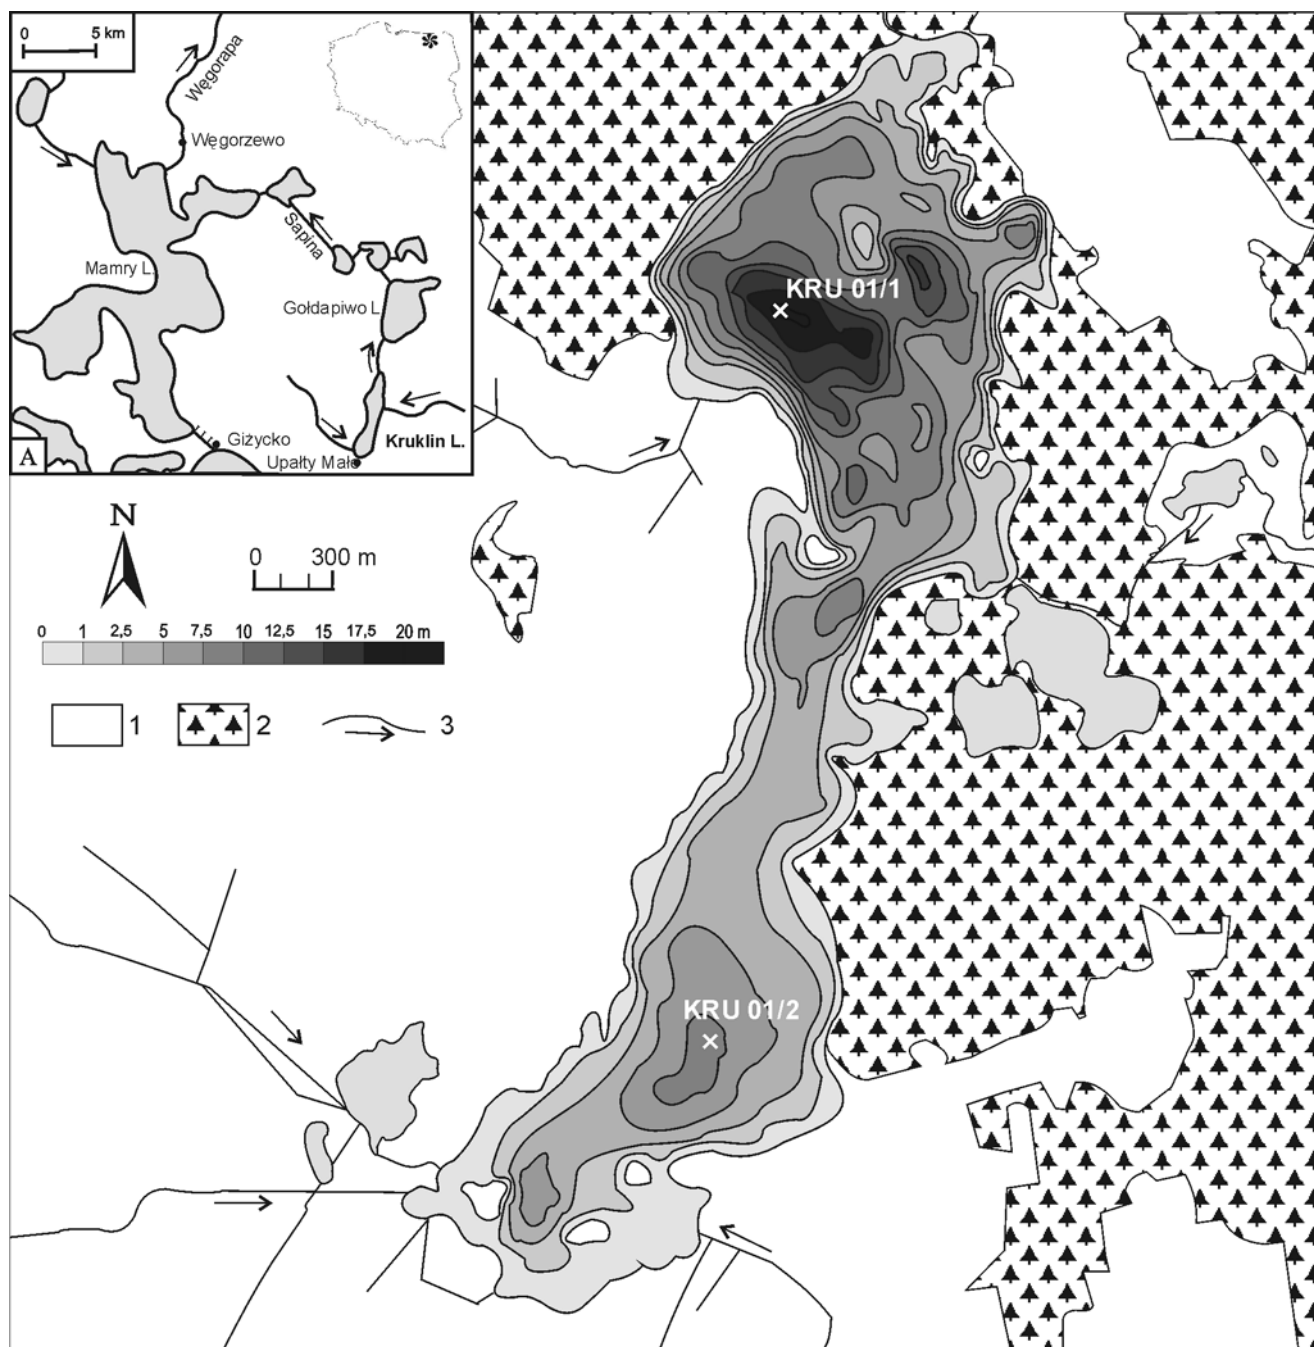 0 5 km
Węgorapa
Węgorzewo
Sapina
Mamry L.
Gołdapiwo L
Kruklin L.
Giżycko
Upałty Małe
A
KRU 01/1
N
0 300 m
0 1 2,5 5 7,5 10 12,5 15 17,5 20 m
1 2 3
KRU 01/2